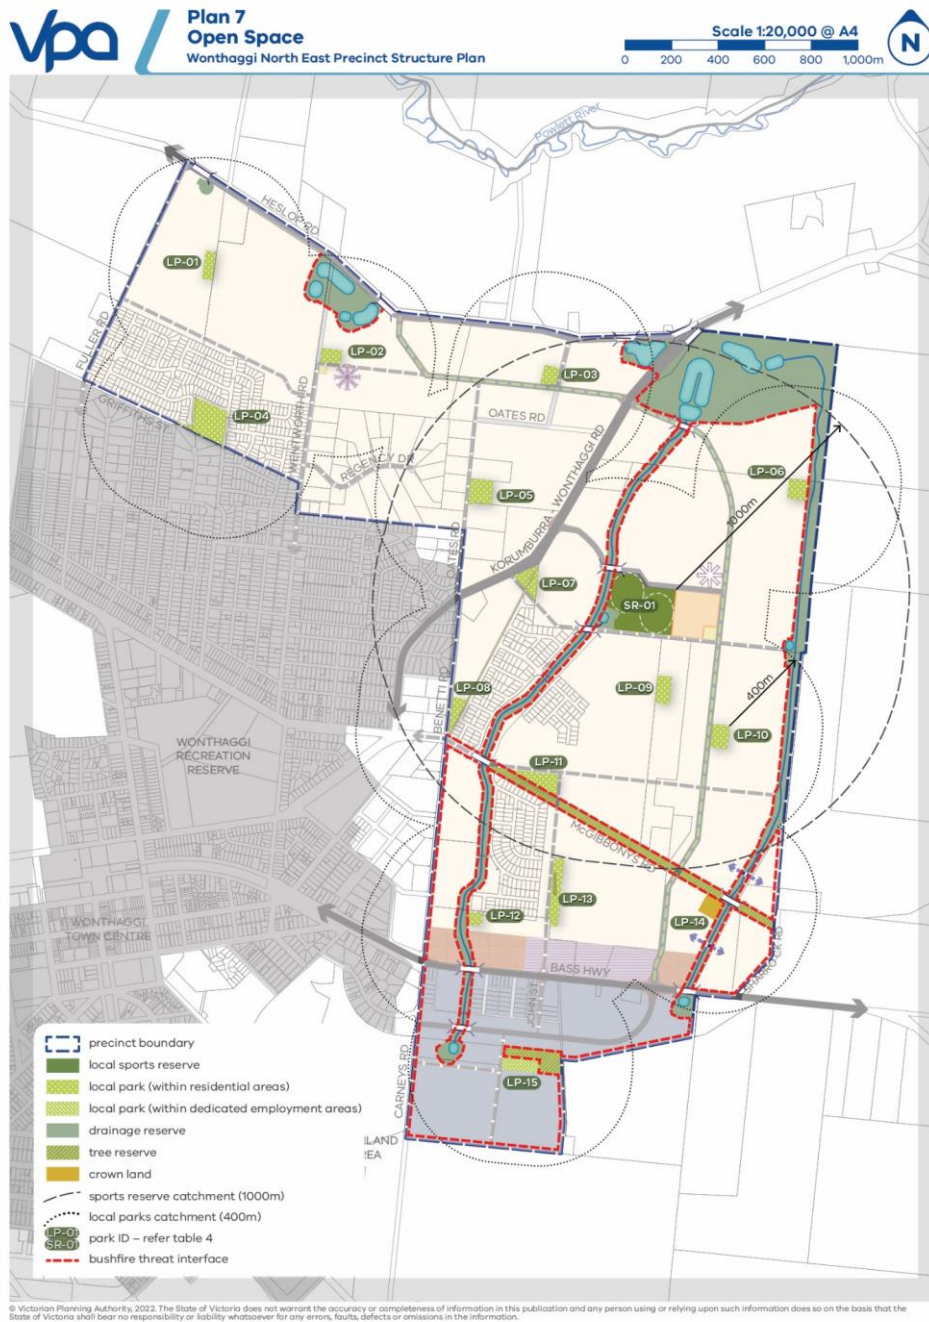 vpa
Plan 7
Open Space
Wonthaggi North East Precinct Structure Plan
Scale 1:20,000 @ A4
0 200 400 600 800 1,000m
N
Powlett River
HESLOP RD
LP-01
FULLER RD
LP-02
LP-03
LP-04
GRIFFITHS ST
WENTWORTH RD
OATES RD
REGENCY DR
KORUMBURRA - WONTHAGGI RD
LP-05
LP-06
1000m
OATES RD
LP-07
SR-01
LP-08
LP-09
BENETTI RD
400m
LP-10
WONTHAGGI
RECREATION
RESERVE
LP-11
McGIBBONYS RD
LP-13
LP-12
LP-14
WONTHAGGI
TOWN CENTRE
BASS HWY
SHARROCK RD
JOHN ST
CARNEYS RD
LP-15
LAND
EA
precinct boundary
local sports reserve
local park (within residential areas)
local park (within dedicated employment areas)
drainage reserve
tree reserve
crown land
sports reserve catchment (1000m)
local parks catchment (400m)
LP-01
SR-01
park ID – refer table 4
bushfire threat interface
© Victorian Planning Authority, 2022. The State of Victoria does not warrant the accuracy or completeness of information in this publication and any person using or relying upon such information does so on the basis that the
State of Victoria shall bear no responsibility or liability whatsoever for any errors, faults, defects or omissions in the information.